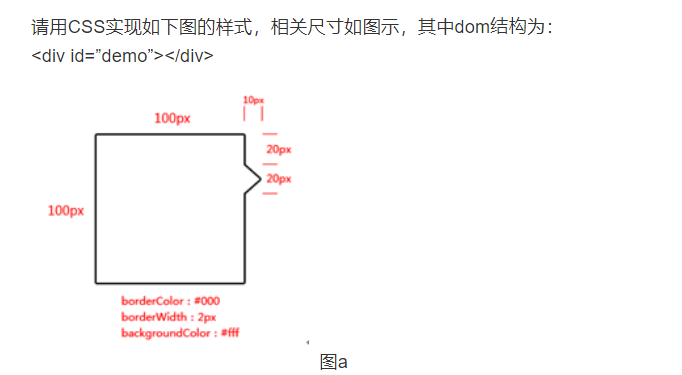 请用CSS实现如下图的样式，相关尺寸如图示，其中dom结构为：
<div id=”demo”></div>
10px
100px
20px
20px
100px
borderColor : #000
borderWidth : 2px
backgroundColor : #fff
图a